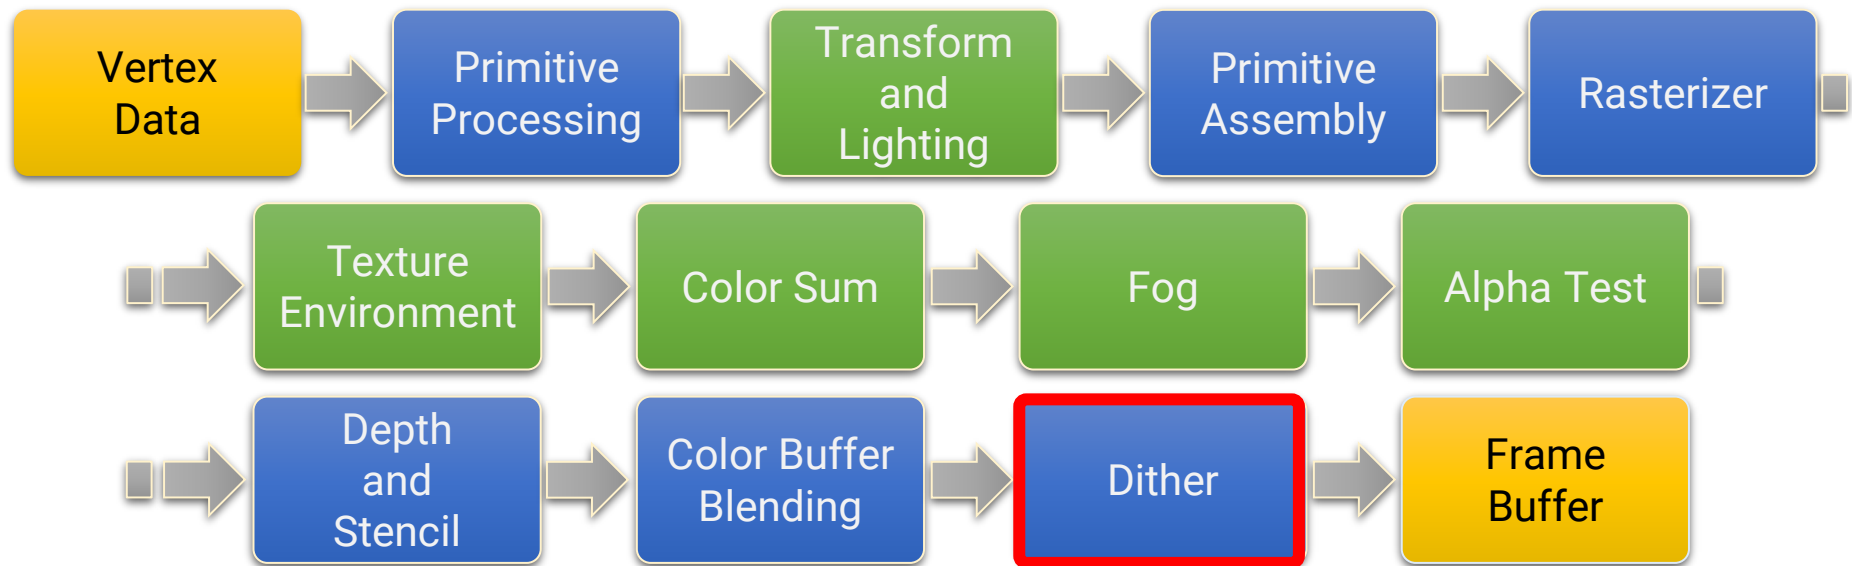 Vertex
Data
Primitive
Processing
Transform
and
Lighting
Primitive
Assembly
Rasterizer
Texture
Environment
Color Sum
Fog
Alpha Test
Depth
and
Stencil
Color Buffer
Blending
Dither
Frame
Buffer